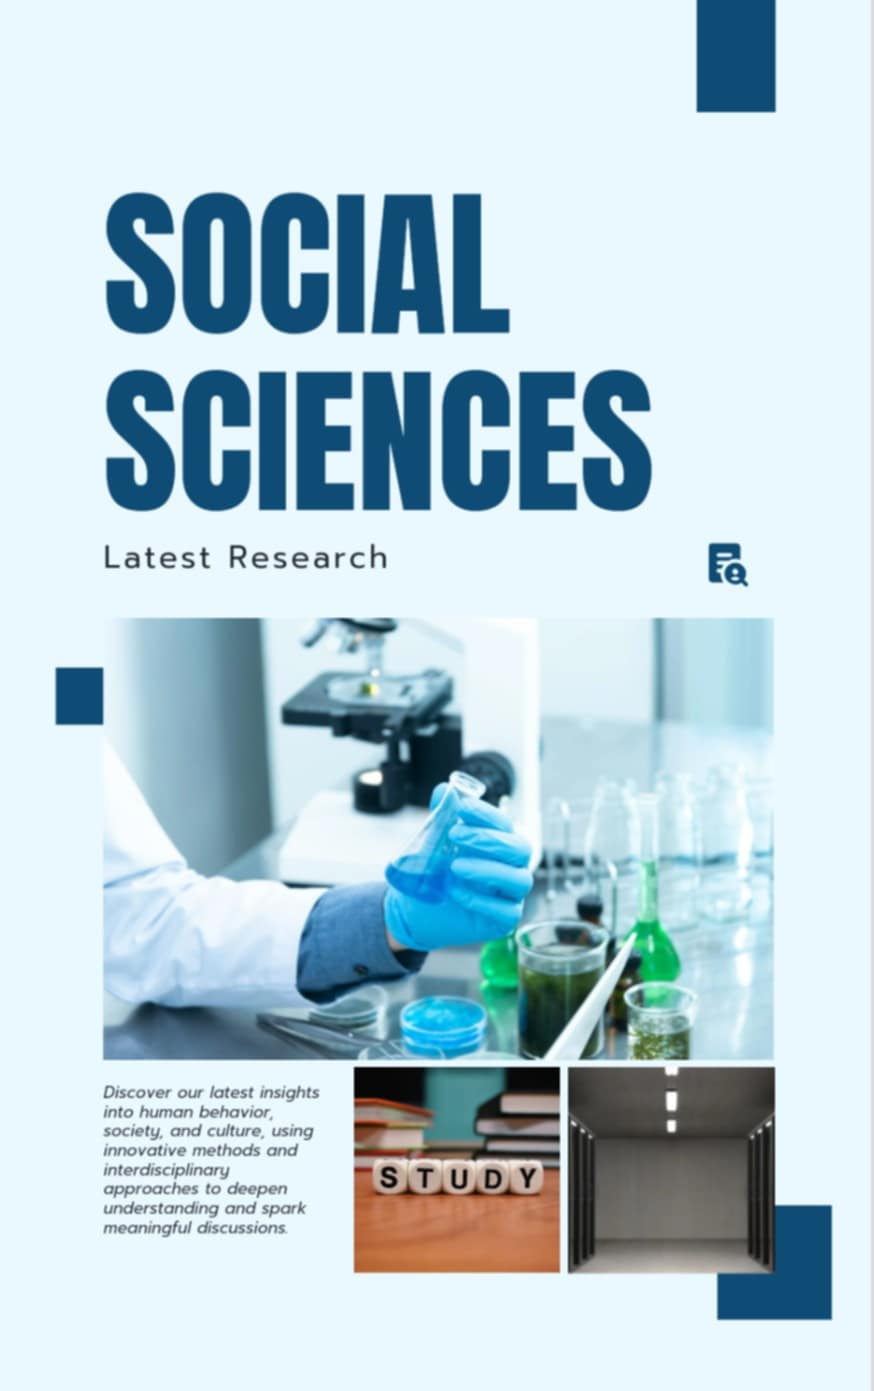 SOCIAL
SCIENCES
Latest Research
Discover our latest insights
into human behavior,
society, and culture, using
innovative methods and
interdisciplinary
approaches to deepen
understanding and spark
meaningful discussions.
STUDY